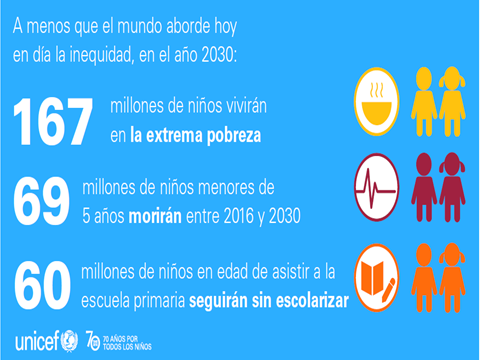 A menos que el mundo aborde hoy
en día la inequidad, en el año 2030:
167
millones de niños vivirán
en la extrema pobreza
69
millones de niños menores de
5 años morirán entre 2016 y 2030
60
millones de niños en edad de asistir a la
escuela primaria seguirán sin escolarizar
unicef
70 AÑOS POR
TODOS LOS NIÑOS